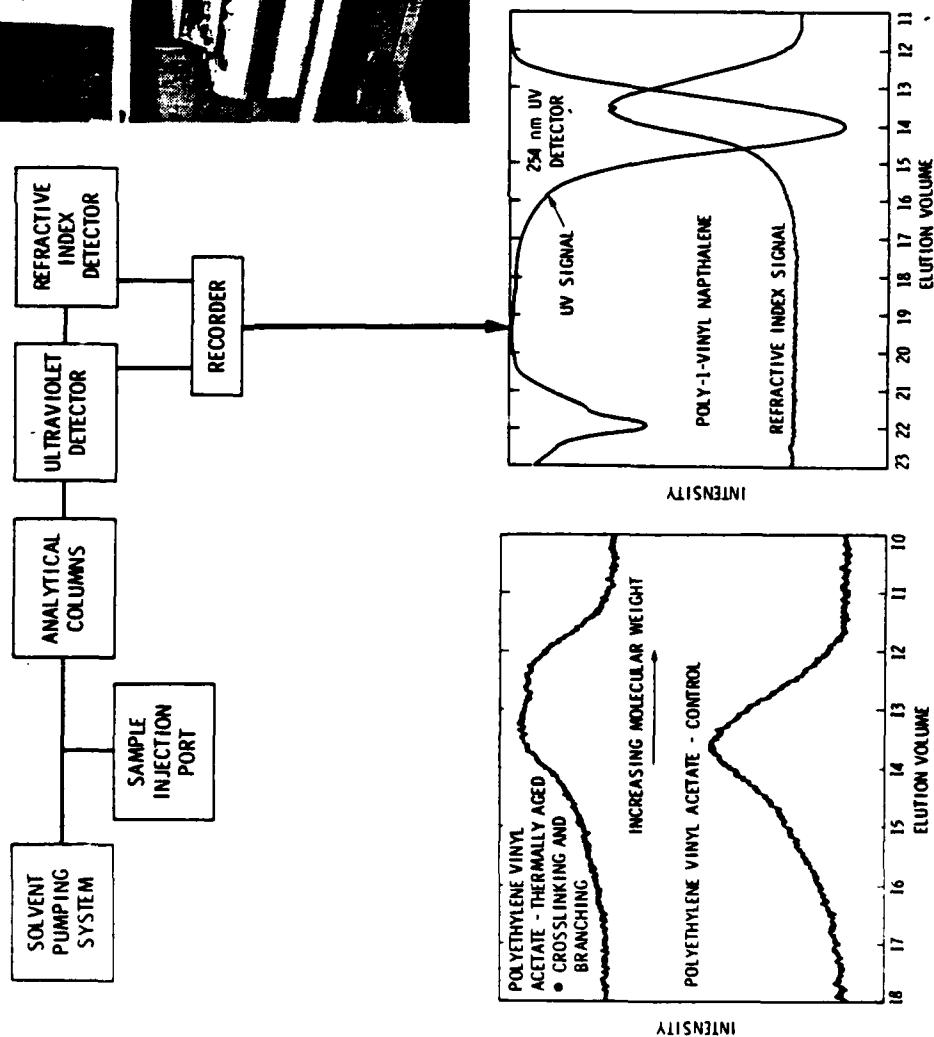 SOLVENT
PUMPING
SYSTEM
SAMPLE
INJECTION
PORT
ANALYTICAL
COLUMNS
ULTRAVIOLET
DETECTOR
REFRACTIVE
INDEX
DETECTOR
RECORDER
INTENSITY
POLYETHYLENE VINYL
ACETATE - THERMALLY AGED
● CROSSLINKING AND
BRANCHING
INCREASING MOLECULAR WEIGHT
POLYETHYLENE VINYL ACETATE - CONTROL
18 17 16 15 14 13 12 11 10
ELUTION VOLUME
INTENSITY
254 nm UV
DETECTOR
UV SIGNAL
POLY-1-VINYL NAPTHALENE
REFRACTIVE INDEX SIGNAL
23 22 21 20 19 18 17 16 15 14 13 12 11
ELUTION VOLUME